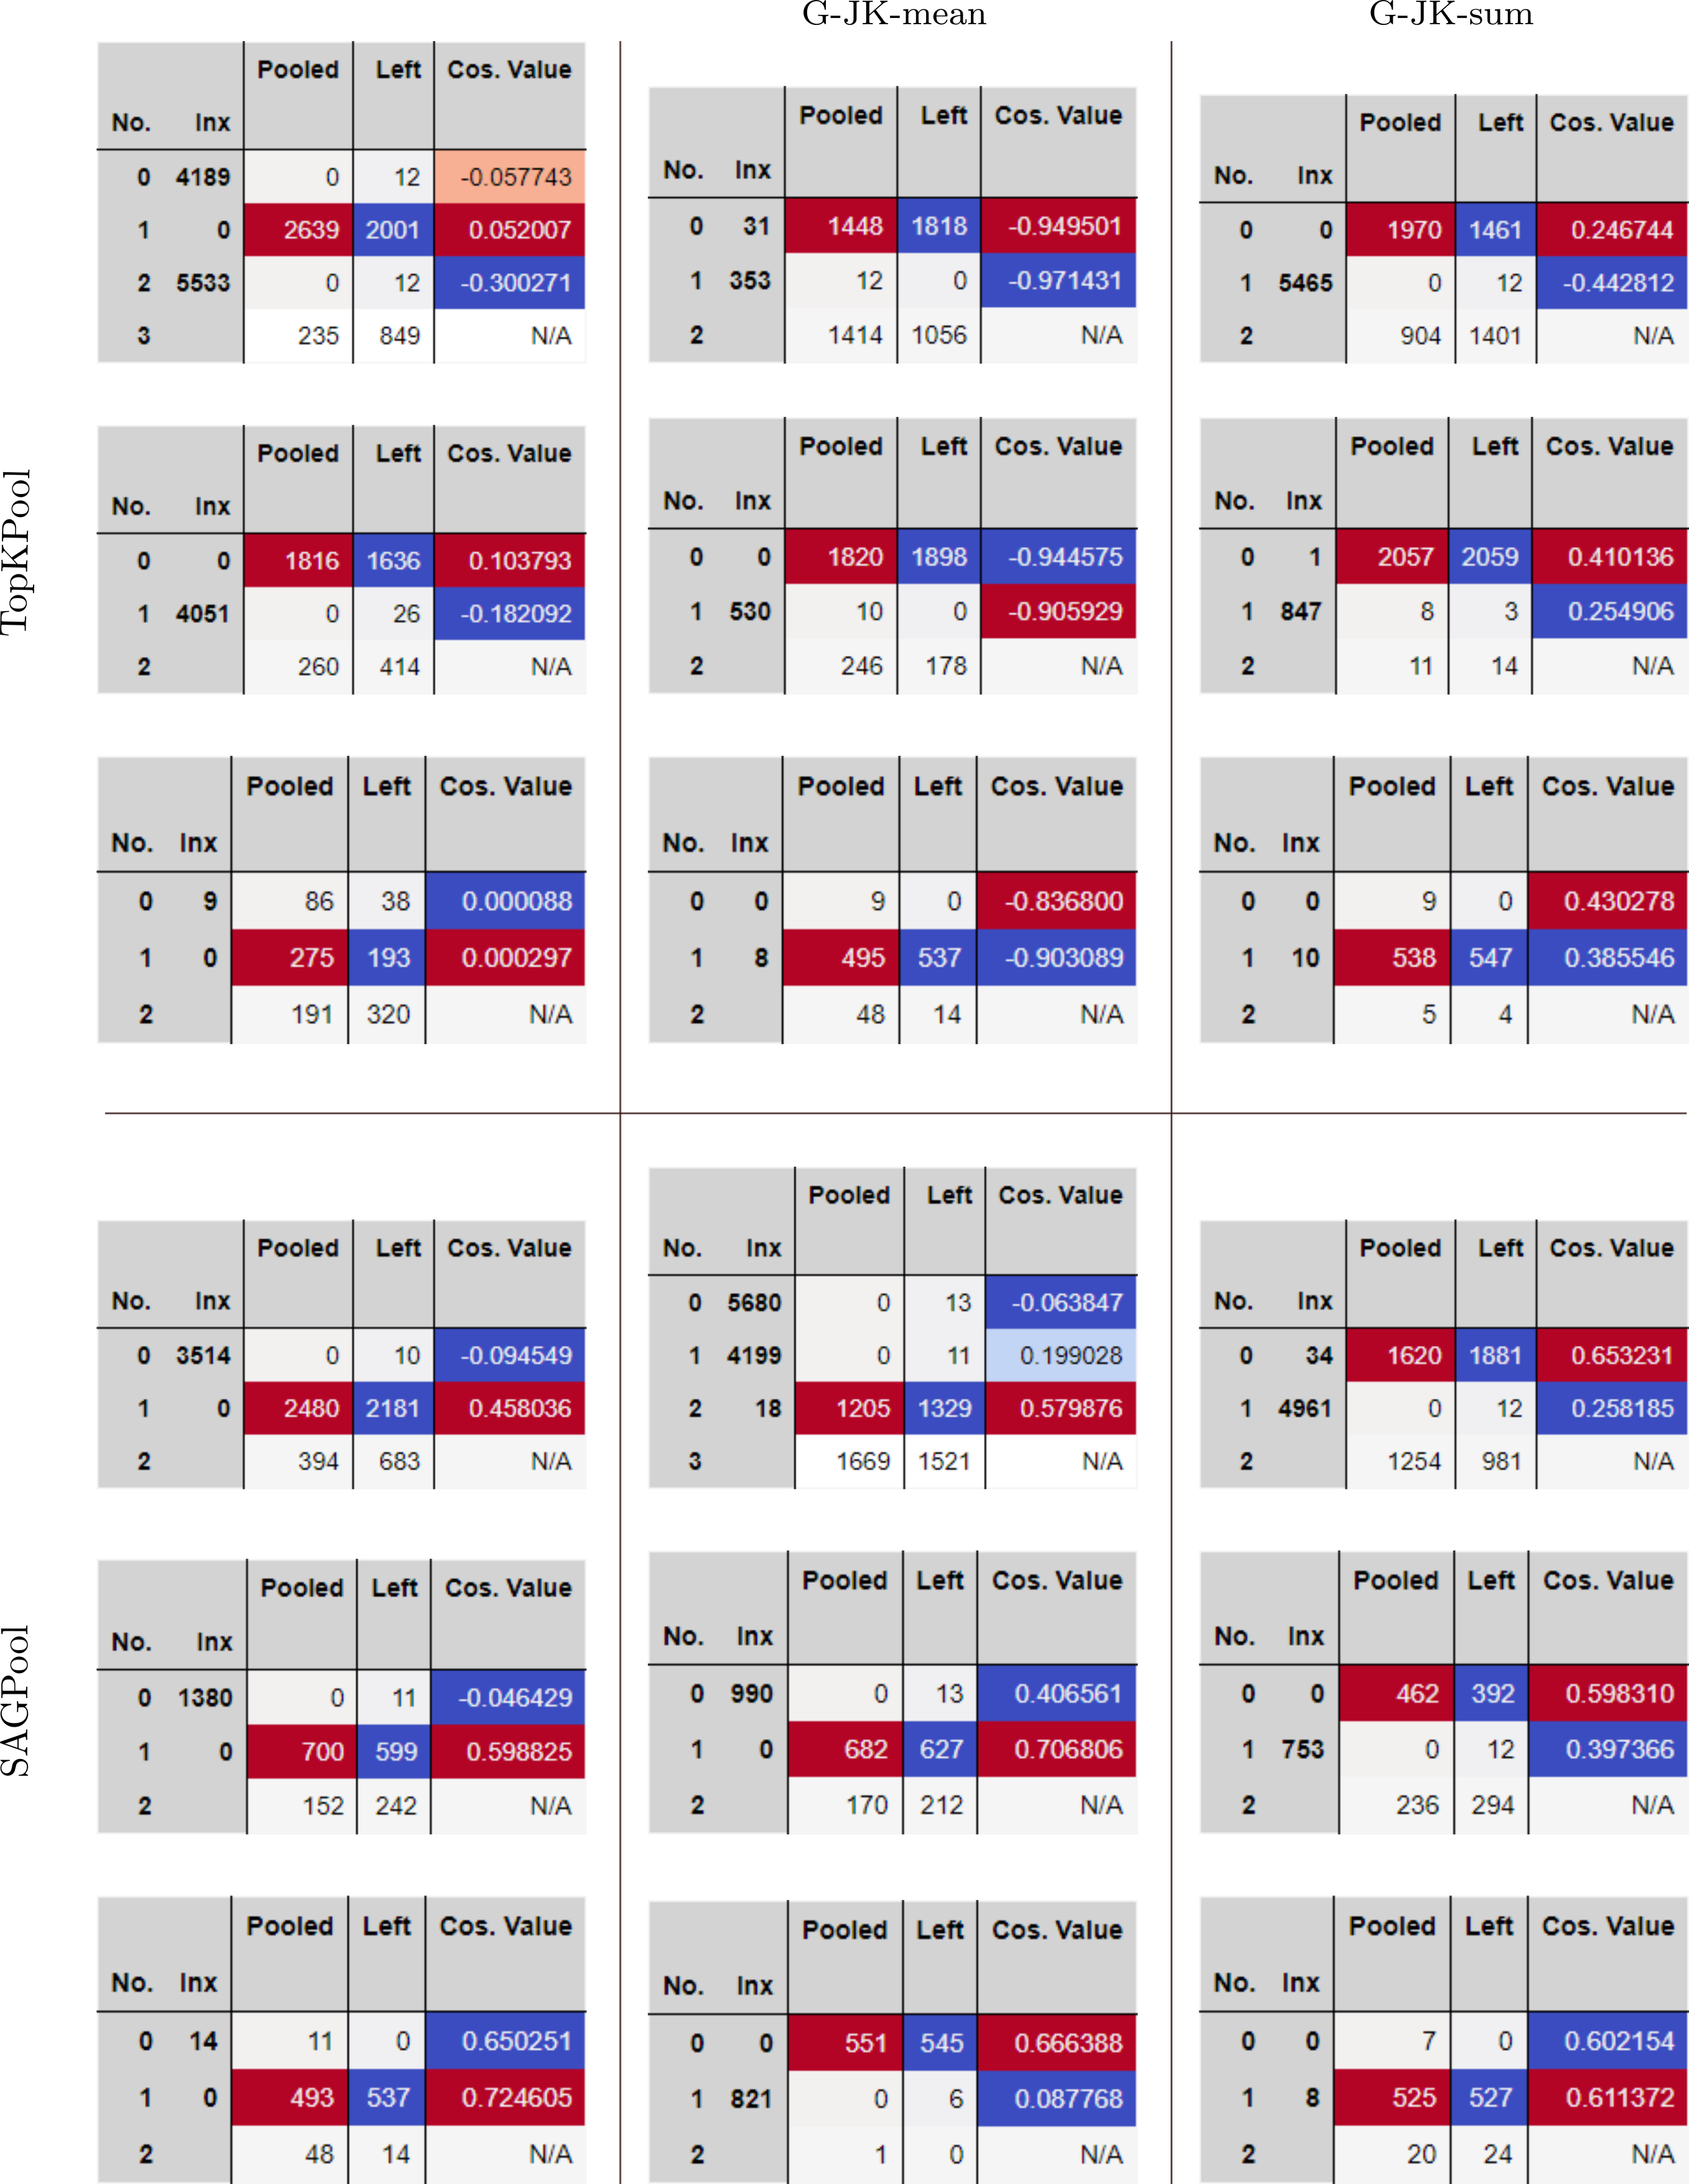 G-JK-mean G-JK-sum
TopKPool
Pooled Left Cos. Value
No. Inx
0 4189 0 12 -0.057743
1 0 2639 2001 0.052007
2 5533 0 12 -0.300271
3 235 849 N/A
Pooled Left Cos. Value
No. Inx
0 31 1448 1818 -0.949501
1 353 12 0 -0.971431
2 1414 1056 N/A
Pooled Left Cos. Value
No. Inx
0 0 1970 1461 0.246744
1 5465 0 12 -0.442812
2 904 1401 N/A
Pooled Left Cos. Value
No. Inx
0 0 1816 1636 0.103793
1 4051 0 26 -0.182092
2 260 414 N/A
Pooled Left Cos. Value
No. Inx
0 0 1820 1898 -0.944575
1 530 10 0 -0.905929
2 246 178 N/A
Pooled Left Cos. Value
No. Inx
0 1 2057 2059 0.410136
1 847 8 3 0.254906
2 11 14 N/A
Pooled Left Cos. Value
No. Inx
0 9 86 38 0.000088
1 0 275 193 0.000297
2 191 320 N/A
Pooled Left Cos. Value
No. Inx
0 0 9 0 -0.836800
1 8 495 537 -0.903089
2 48 14 N/A
Pooled Left Cos. Value
No. Inx
0 0 9 0 0.430278
1 10 538 547 0.385546
2 5 4 N/A
SAGPool
Pooled Left Cos. Value
No. Inx
0 3514 0 10 -0.094549
1 0 2480 2181 0.458036
2 394 683 N/A
Pooled Left Cos. Value
No. Inx
0 5680 0 13 -0.063847
1 4199 0 11 0.199028
2 18 1205 1329 0.579876
3 1669 1521 N/A
Pooled Left Cos. Value
No. Inx
0 34 1620 1881 0.653231
1 4961 0 12 0.258185
2 1254 981 N/A
Pooled Left Cos. Value
No. Inx
0 1380 0 11 -0.046429
1 0 700 599 0.598825
2 152 242 N/A
Pooled Left Cos. Value
No. Inx
0 990 0 13 0.406561
1 0 682 627 0.706806
2 170 212 N/A
Pooled Left Cos. Value
No. Inx
0 0 462 392 0.598310
1 753 0 12 0.397366
2 236 294 N/A
Pooled Left Cos. Value
No. Inx
0 14 11 0 0.650251
1 0 493 537 0.724605
2 48 14 N/A
Pooled Left Cos. Value
No. Inx
0 0 551 545 0.666388
1 821 0 6 0.087768
2 1 0 N/A
Pooled Left Cos. Value
No. Inx
0 0 7 0 0.602154
1 8 525 527 0.611372
2 20 24 N/A